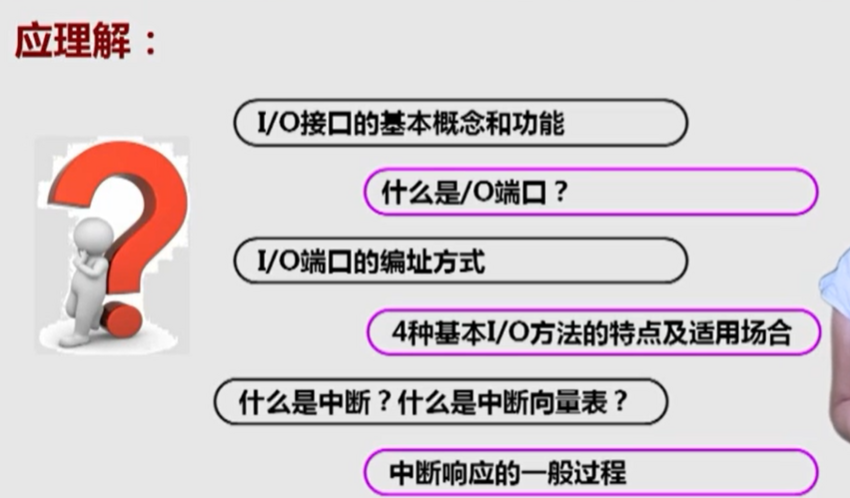 应理解：
I/O接口的基本概念和功能
什么是/O端口？
I/O端口的编址方式
4种基本I/O方法的特点及适用场合
什么是中断？什么是中断向量表？
中断响应的一般过程